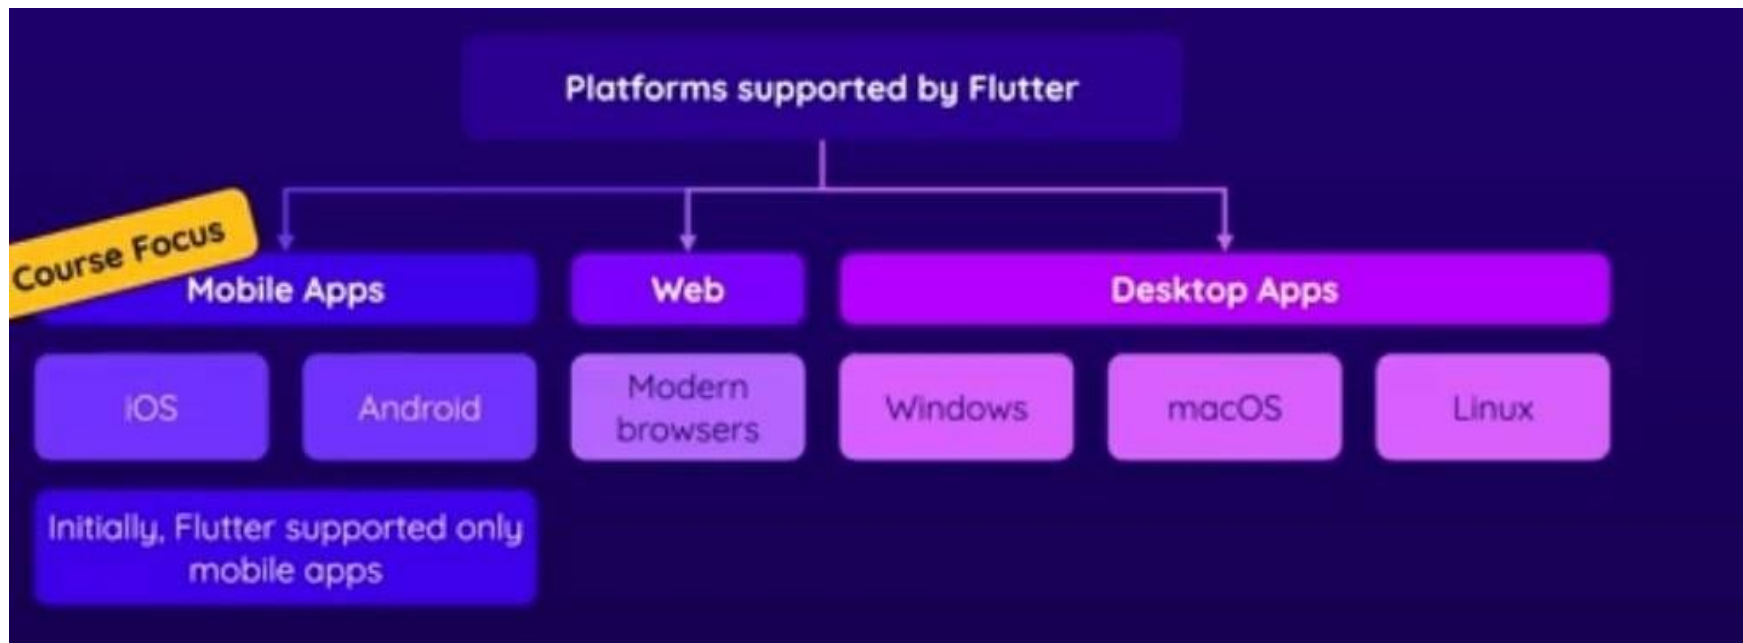 Platforms supported by Flutter
Course Focus
Mobile Apps
Web
Desktop Apps
iOS
Android
Modern
browsers
Windows
macOS
Linux
Initially, Flutter supported only
mobile apps